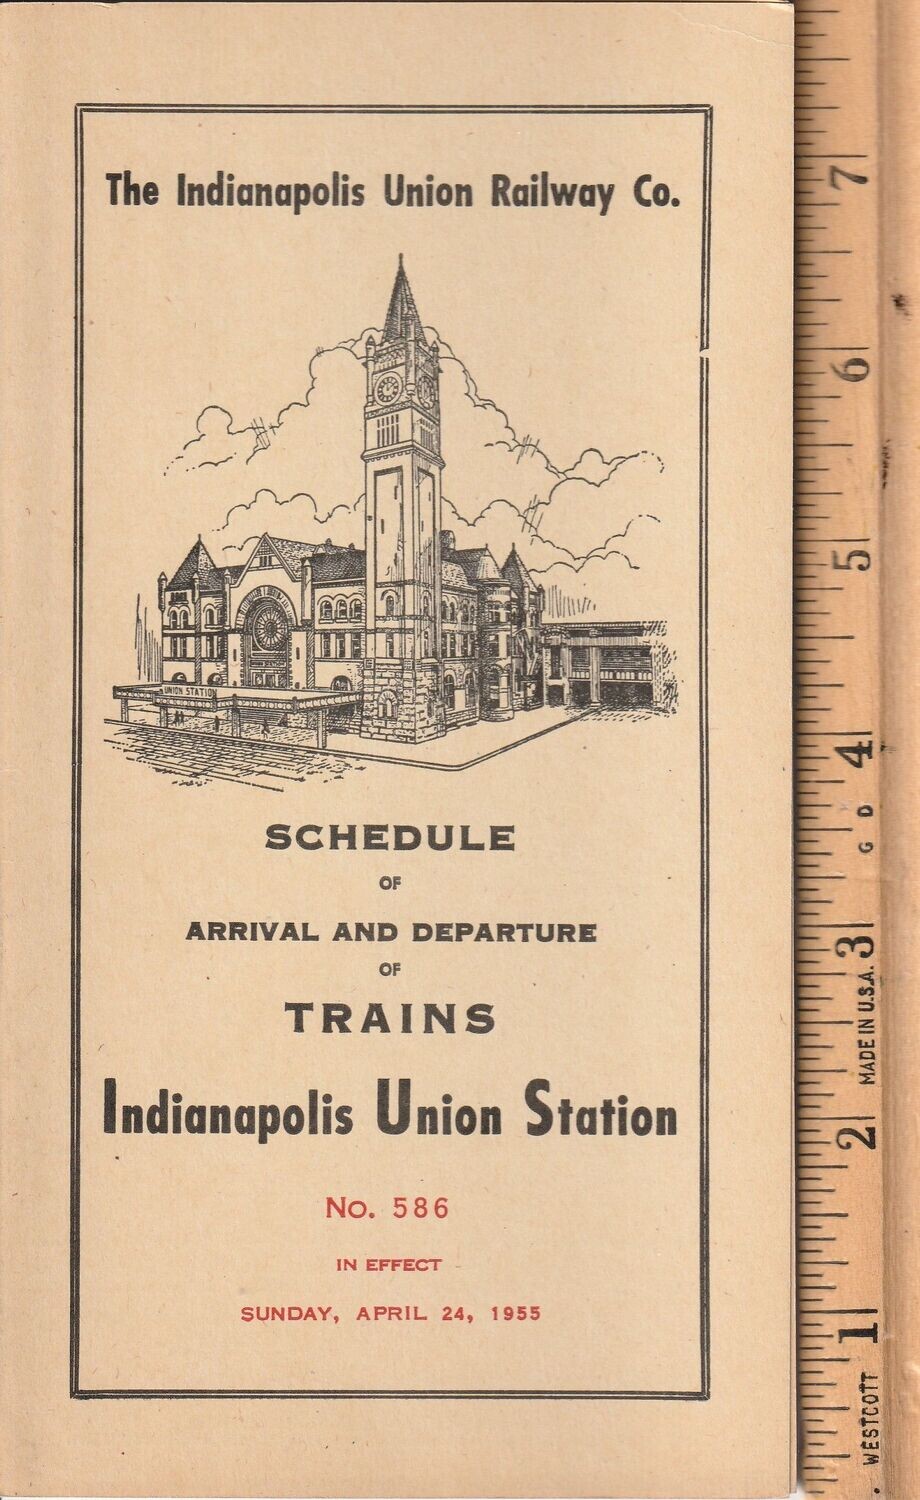 The Indianapolis Union Railway Co.
UNION STATION
SCHEDULE
OF
ARRIVAL AND DEPARTURE
OF
TRAINS
Indianapolis Union Station
No. 586
IN EFFECT
SUNDAY, APRIL 24, 1955
7
6
5
4
G D
3
MADE IN U.S.A.
2
1
WESTCOTT